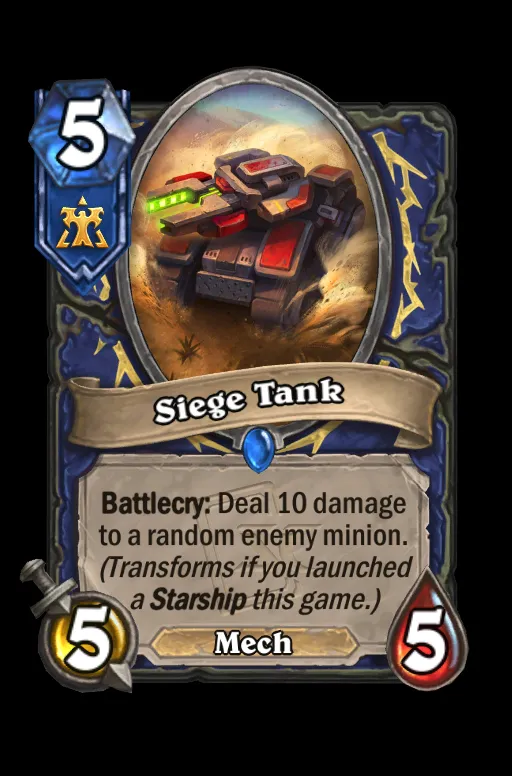 5
Siege Tank
Battlecry: Deal 10 damage
to a random enemy minion.
(Transforms if you launched
a Starship this game.)
5
Mech
5